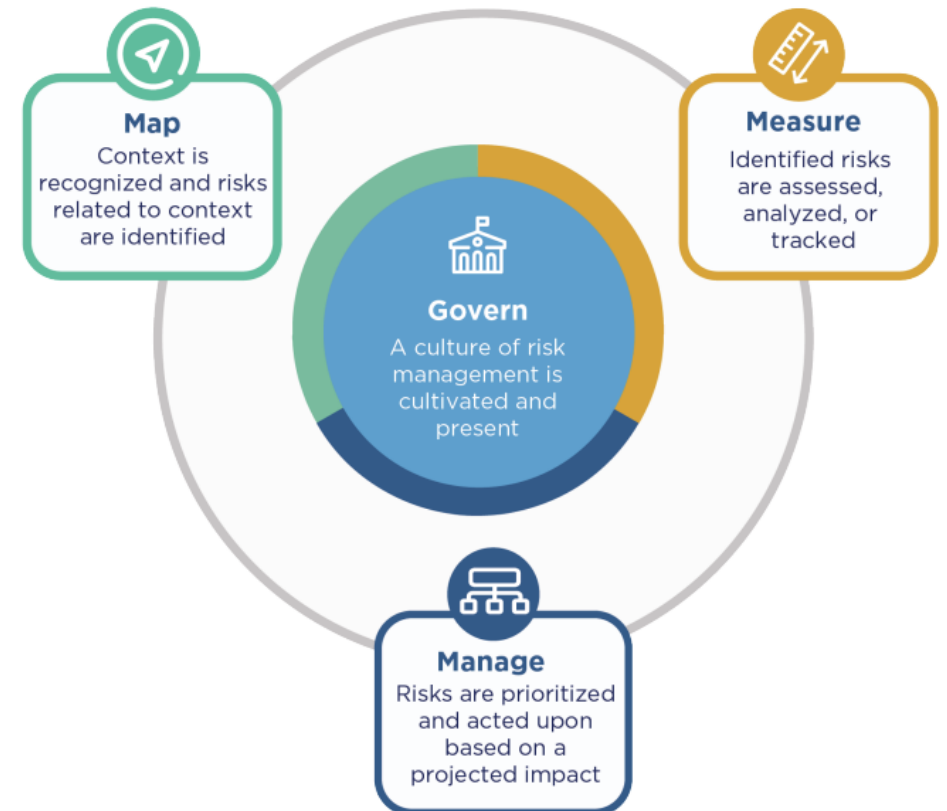 Map
Context is
recognized and risks
related to context
are identified
Measure
Identified risks
are assessed,
analyzed, or
tracked
Govern
A culture of risk
management is
cultivated and
present
Manage
Risks are prioritized
and acted upon
based on a
projected impact